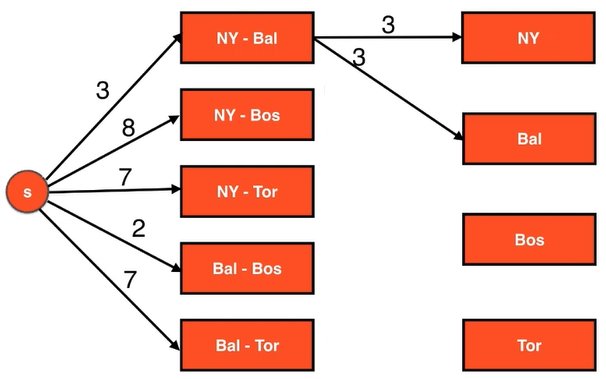 3
NY - Bal
NY
3
3
8
NY - Bos
Bal
7
NY - Tor
s
2
Bos
Bal - Bos
7
Bal - Tor
Tor